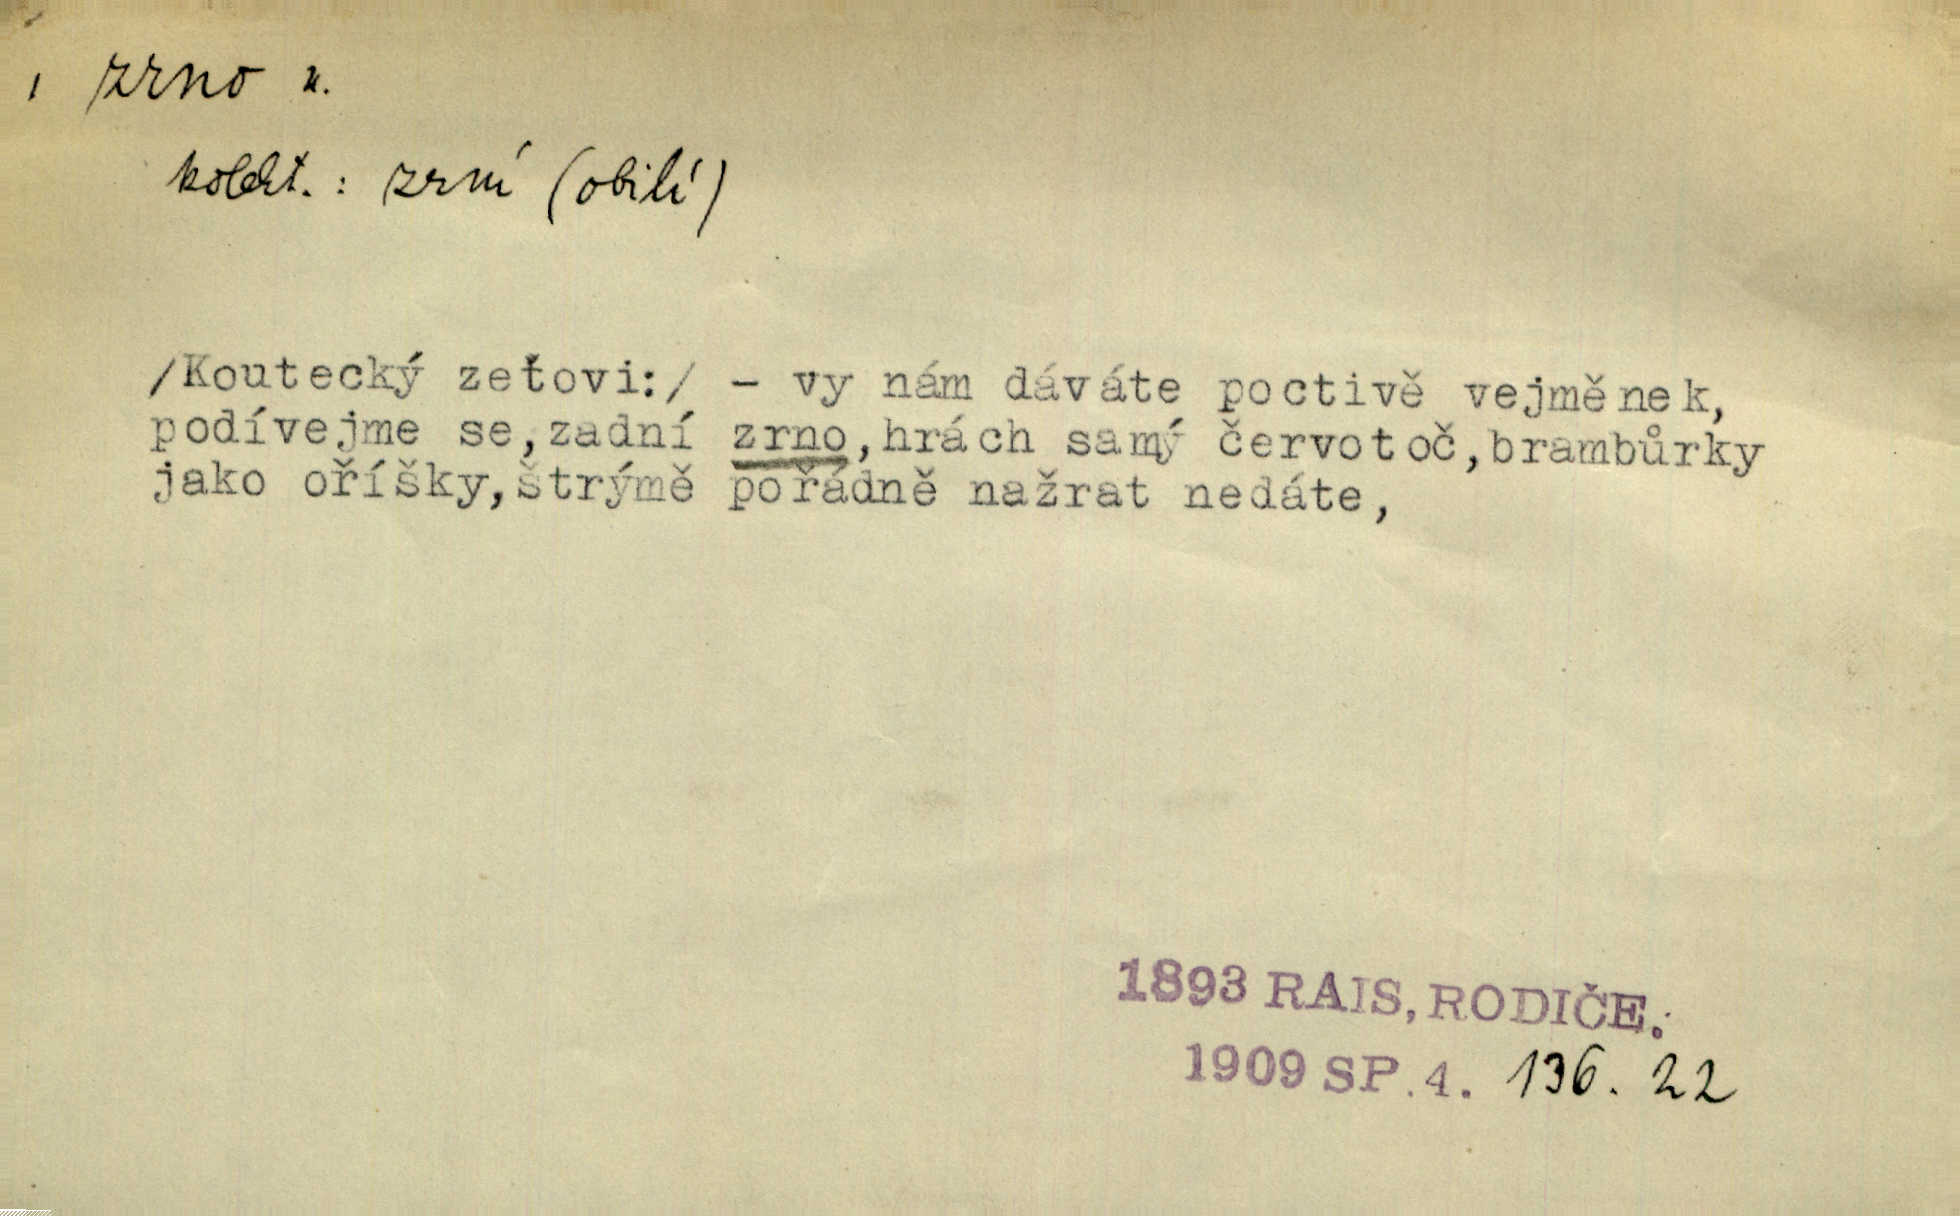 zrno n.
kolekt. : zrní (obilí)
/Koutecký zeťovi:/ - vy nám dáváte poctivě vejměnek,
podívejme se,zadní zrno,hrách samý červotoč,brambůrky
jako oříšky,štrýmě pořádně nažrat nedáte,
1893 RAIS, RODIČE.
1909 SP. 4. 136. 22